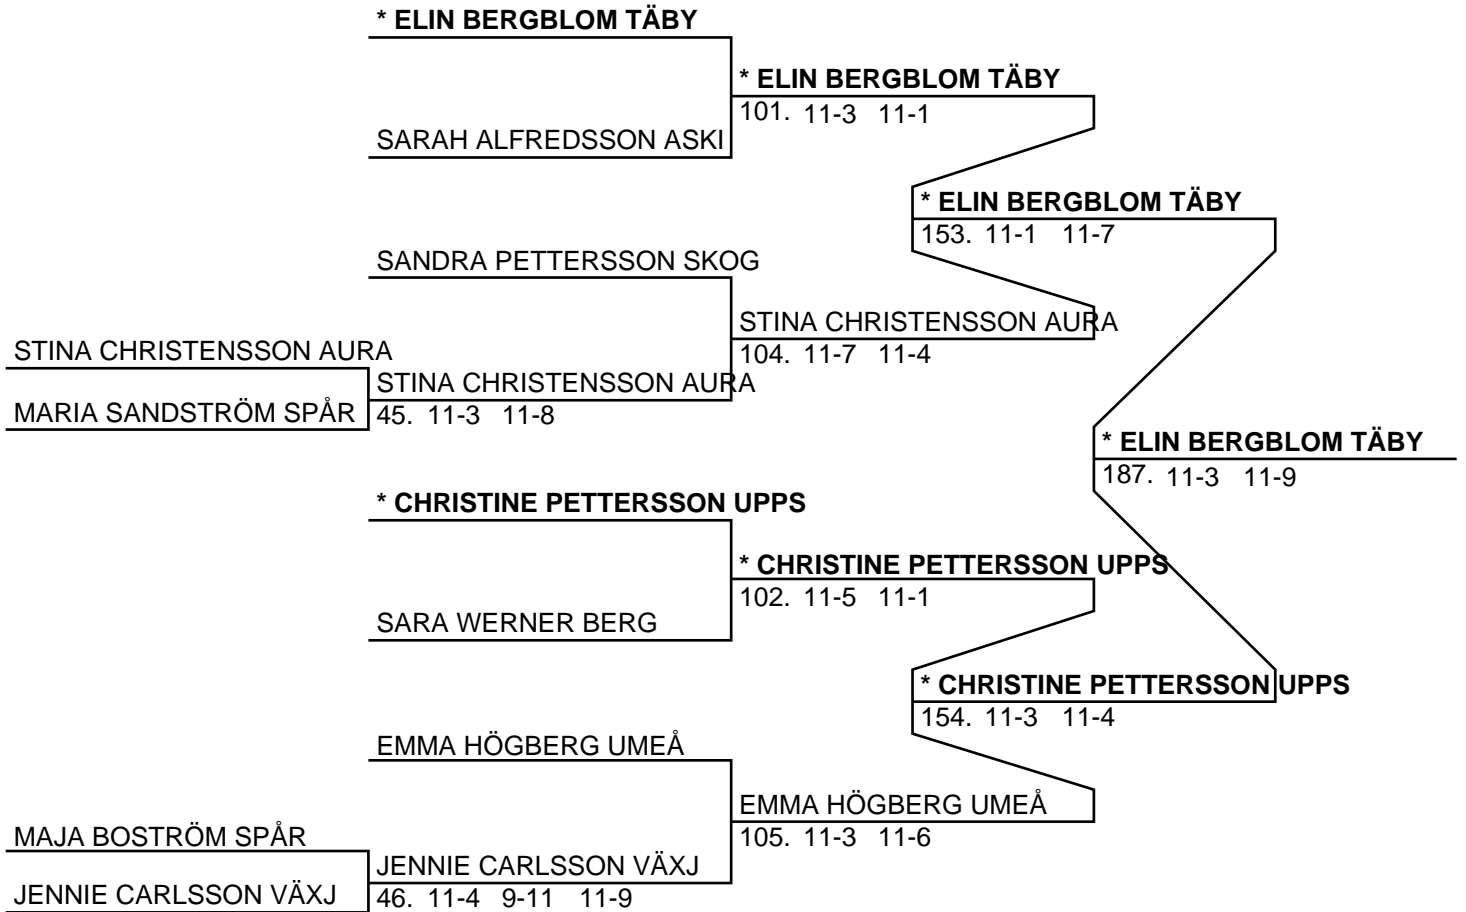 * ELIN BERGBLOM TÄBY
* ELIN BERGBLOM TÄBY
101. 11-3 11-1
SARAH ALFREDSSON ASKI
* ELIN BERGBLOM TÄBY
153. 11-1 11-7
SANDRA PETTERSSON SKOG
STINA CHRISTENSSON AURA
104. 11-7 11-4
STINA CHRISTENSSON AURA
STINA CHRISTENSSON AURA
MARIA SANDSTRÖM SPÅR
45. 11-3 11-8
* ELIN BERGBLOM TÄBY
187. 11-3 11-9
* CHRISTINE PETTERSSON UPPS
* CHRISTINE PETTERSSON UPPS
102. 11-5 11-1
SARA WERNER BERG
* CHRISTINE PETTERSSON UPPS
154. 11-3 11-4
EMMA HÖGBERG UMEÅ
EMMA HÖGBERG UMEÅ
105. 11-3 11-6
MAJA BOSTRÖM SPÅR
JENNIE CARLSSON VÄXJ
JENNIE CARLSSON VÄXJ
46. 11-4 9-11 11-9